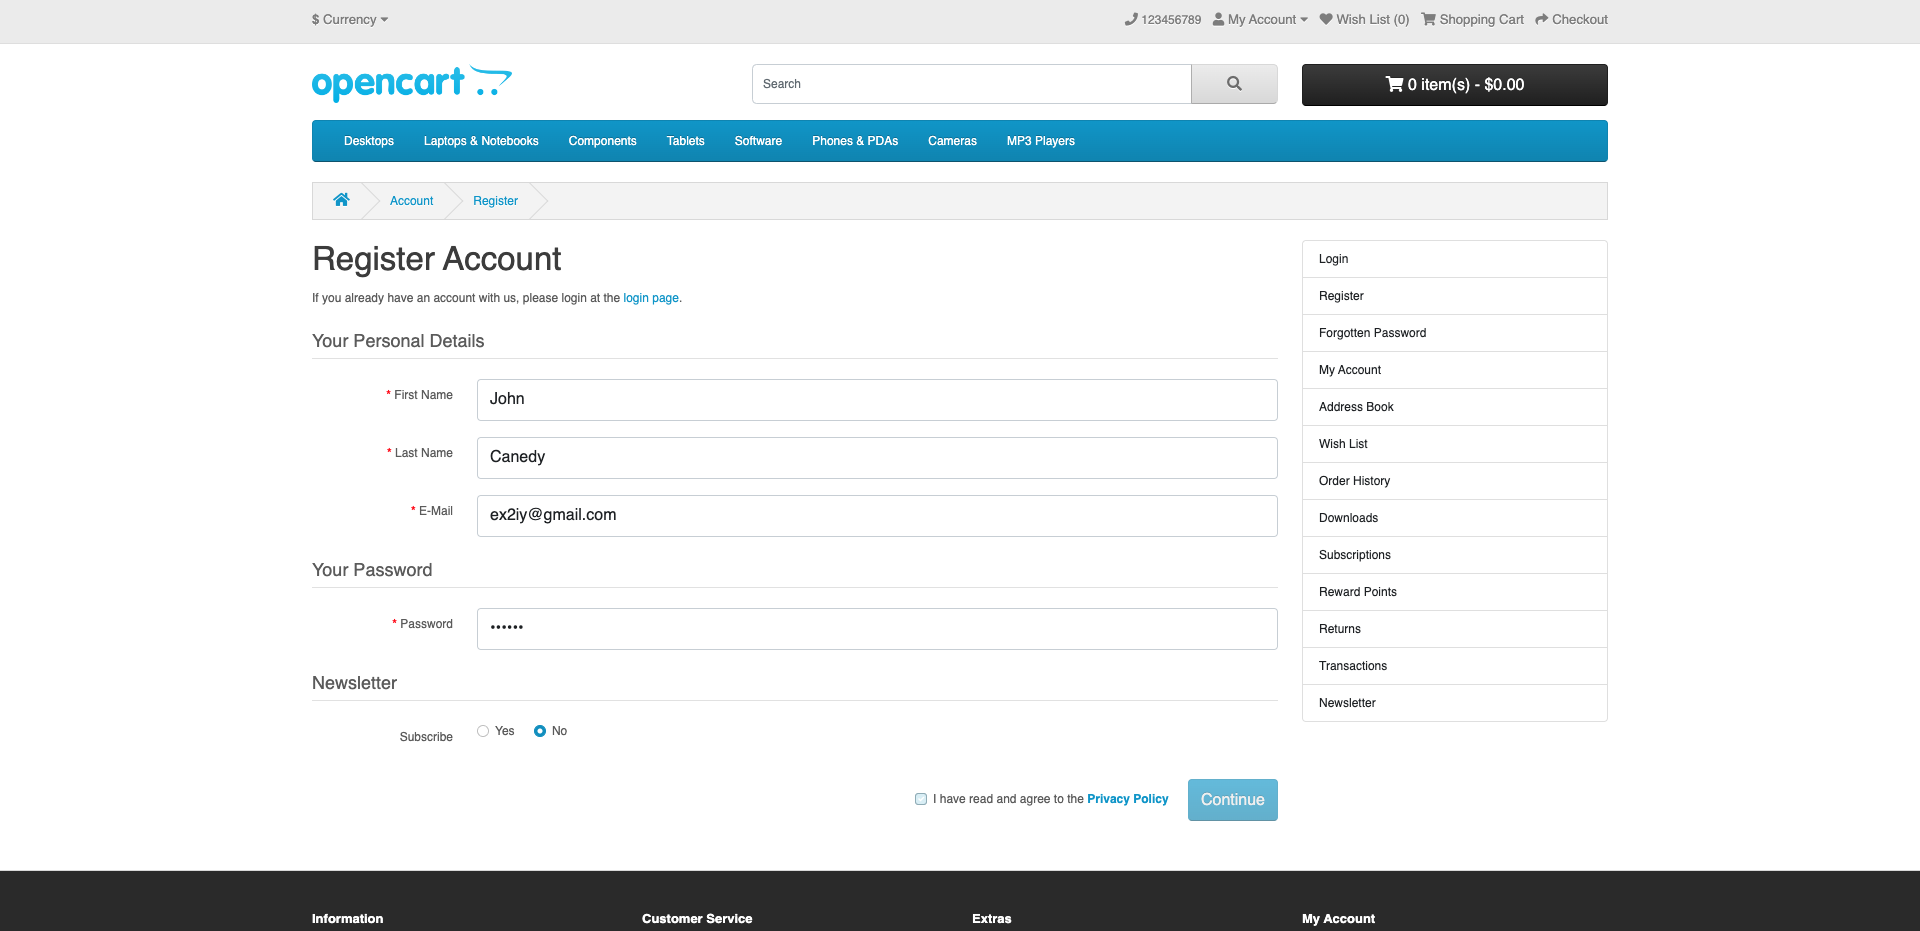 $ Currency
123456789 My Account Wish List (0) Shopping Cart Checkout
opencart
Search
0 item(s) - $0.00
Desktops Laptops & Notebooks Components Tablets Software Phones & PDAs Cameras MP3 Players
Account Register
Register Account
If you already have an account with us, please login at the login page.
Your Personal Details
* First Name John
* Last Name Canedy
* E-Mail ex2iy@gmail.com
Your Password
* Password ••••••
Newsletter
Subscribe Yes No
I have read and agree to the Privacy Policy Continue
Login
Register
Forgotten Password
My Account
Address Book
Wish List
Order History
Downloads
Subscriptions
Reward Points
Returns
Transactions
Newsletter
Information Customer Service Extras My Account